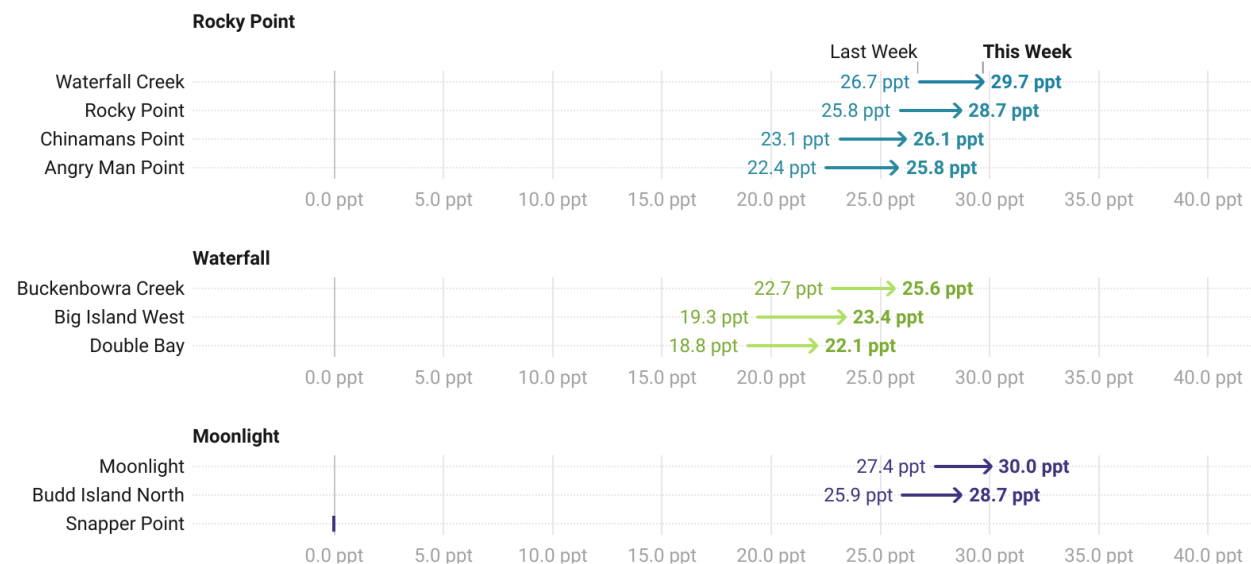 Rocky Point
Last Week This Week
Waterfall Creek 26.7 ppt 29.7 ppt
Rocky Point 25.8 ppt 28.7 ppt
Chinamans Point 23.1 ppt 26.1 ppt
Angry Man Point 22.4 ppt 25.8 ppt
0.0 ppt 5.0 ppt 10.0 ppt 15.0 ppt 20.0 ppt 25.0 ppt 30.0 ppt 35.0 ppt 40.0 ppt
Waterfall
Buckenbowra Creek 22.7 ppt 25.6 ppt
Big Island West 19.3 ppt 23.4 ppt
Double Bay 18.8 ppt 22.1 ppt
0.0 ppt 5.0 ppt 10.0 ppt 15.0 ppt 20.0 ppt 25.0 ppt 30.0 ppt 35.0 ppt 40.0 ppt
Moonlight
Moonlight 27.4 ppt 30.0 ppt
Budd Island North 25.9 ppt 28.7 ppt
Snapper Point
0.0 ppt 5.0 ppt 10.0 ppt 15.0 ppt 20.0 ppt 25.0 ppt 30.0 ppt 35.0 ppt 40.0 ppt